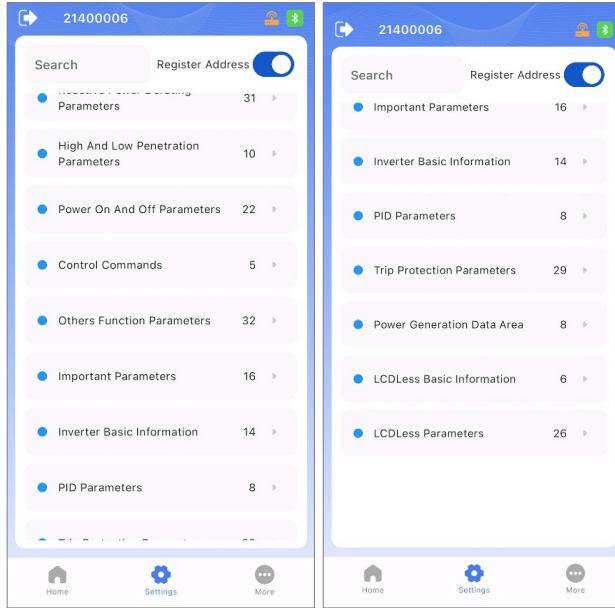 21400006
Search
Register Address
Parameters
31
High And Low Penetration
Parameters
10
Power On And Off Parameters
22
Control Commands
5
Others Function Parameters
32
Important Parameters
16
Inverter Basic Information
14
PID Parameters
8
Home
Settings
More
21400006
Search
Register Address
Important Parameters
16
Inverter Basic Information
14
PID Parameters
8
Trip Protection Parameters
29
Power Generation Data Area
8
LCDLess Basic Information
6
LCDLess Parameters
26
Home
Settings
More